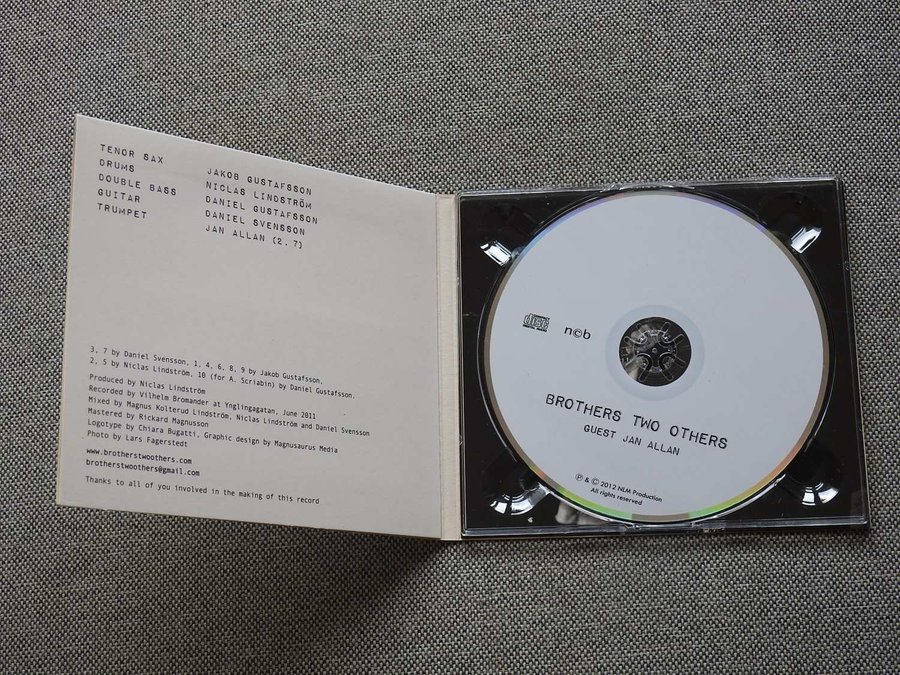 TENOR SAX JAKOB GUSTAFSSON
DRUMS NICLAS LINDSTRÖM
DOUBLE BASS DANIEL GUSTAFSSON
GUITAR DANIEL SVENSSON
TRUMPET JAN ALLAN (2, 7)
3, 7 by Daniel Svensson, 1, 4, 6, 8, 9 by Jakob Gustafsson,
2, 5 by Niclas Lindström, 10 (for A. Scriabin) by Daniel Gustafsson.
Produced by Niclas Lindström
Recorded by Vilhelm Bromander at Ynglingagatan, June 2011
Mixed by Magnus Kolterud Lindström, Niclas Lindström and Daniel Svensson
Mastered by Rickard Magnusson
Logotype by Chiara Bugatti, Graphic design by Magnusaurus Media
Photo by Lars Fagerstedt
www.brotherstwoothers.com
brotherstwoothers@gmail.com
Thanks to all of you involved in the making of this record
disc n©b
BROTHERS TWO OTHERS
GUEST JAN ALLAN
℗ & © 2012 NLM Production
All rights reserved